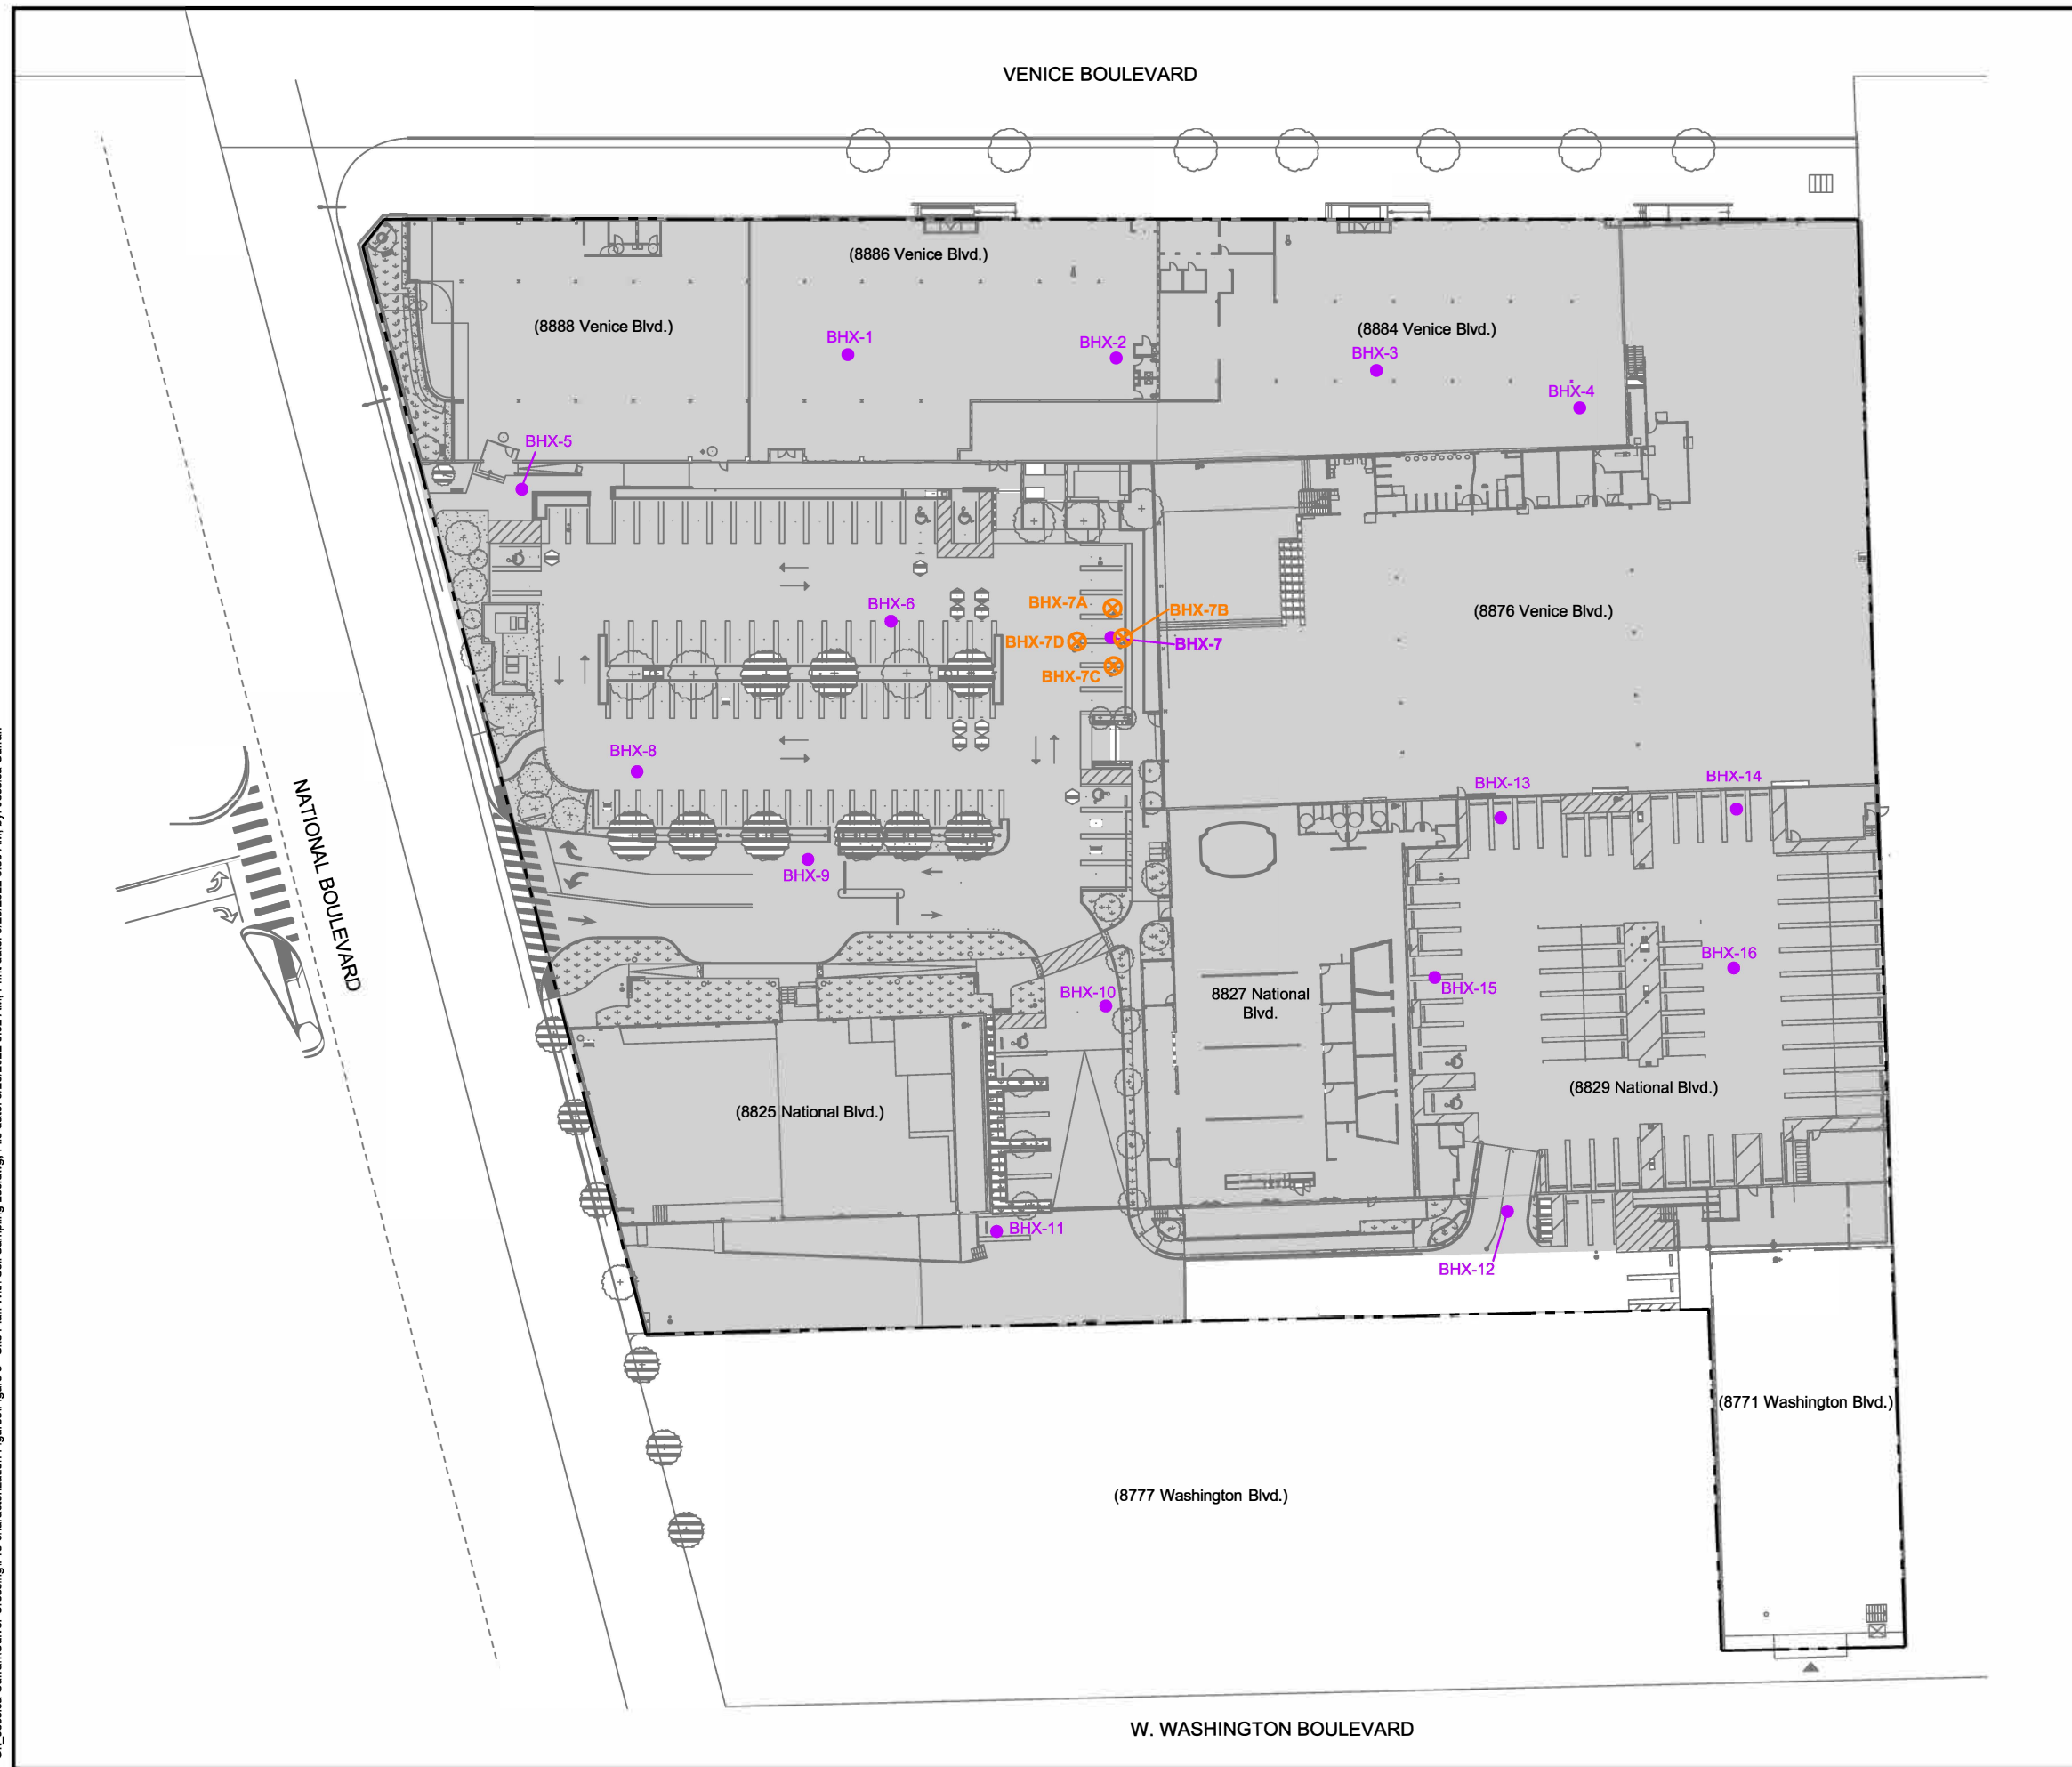 VENICE BOULEVARD
(8886 Venice Blvd.)
(8888 Venice Blvd.)
(8884 Venice Blvd.)
BHX-1
BHX-2
BHX-3
BHX-4
BHX-5
BHX-6
BHX-7A
BHX-7B
BHX-7D
BHX-7
BHX-7C
(8876 Venice Blvd.)
BHX-8
BHX-13
BHX-14
NATIONAL BOULEVARD
BHX-9
BHX-16
BHX-10
BHX-15
8827 National
Blvd.
(8829 National Blvd.)
(8825 National Blvd.)
BHX-11
BHX-12
(8771 Washington Blvd.)
(8777 Washington Blvd.)
W. WASHINGTON BOULEVARD